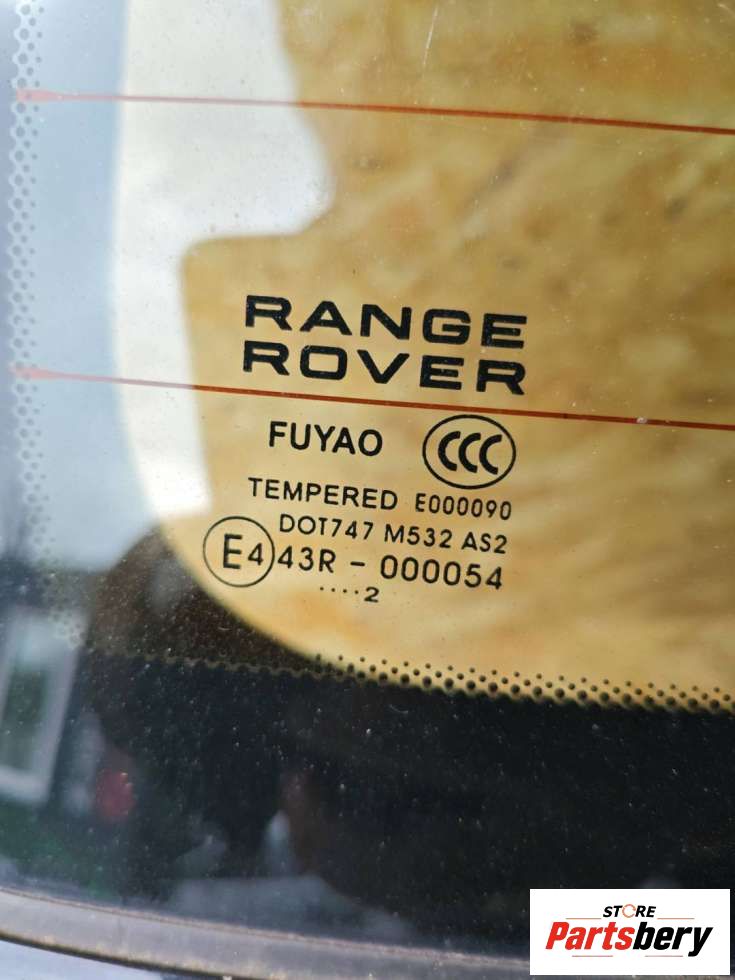 RANGE
ROVER
FUYAO CCC
TEMPERED E000090
DOT747 M532 AS2
E4 43R - 000054
....2
STORE
Partsbery